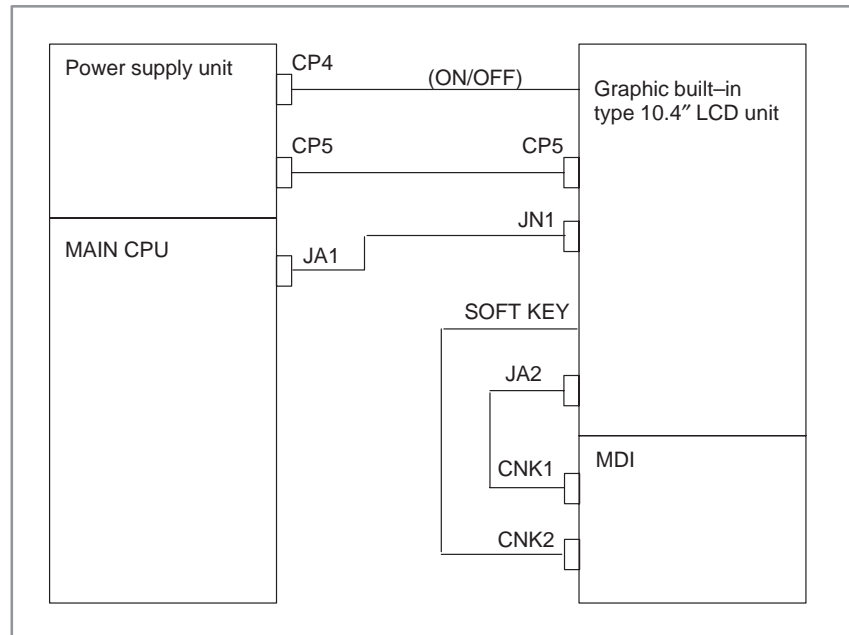 Power supply unit
CP4
(ON/OFF)
Graphic built–in
type 10.4″ LCD unit
CP5
CP5
MAIN CPU
JA1
JN1
SOFT KEY
JA2
CNK1
MDI
CNK2